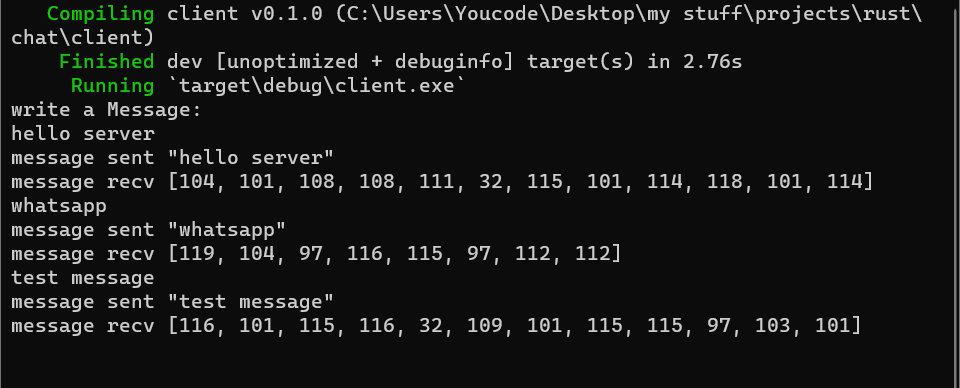 Compiling client v0.1.0 (C:\Users\Youcode\Desktop\my stuff\projects\rust\
chat\client)
Finished dev [unoptimized + debuginfo] target(s) in 2.76s
Running `target\debug\client.exe`
write a Message:
hello server
message sent "hello server"
message recv [104, 101, 108, 108, 111, 32, 115, 101, 114, 118, 101, 114]
whatsapp
message sent "whatsapp"
message recv [119, 104, 97, 116, 115, 97, 112, 112]
test message
message sent "test message"
message recv [116, 101, 115, 116, 32, 109, 101, 115, 115, 97, 103, 101]